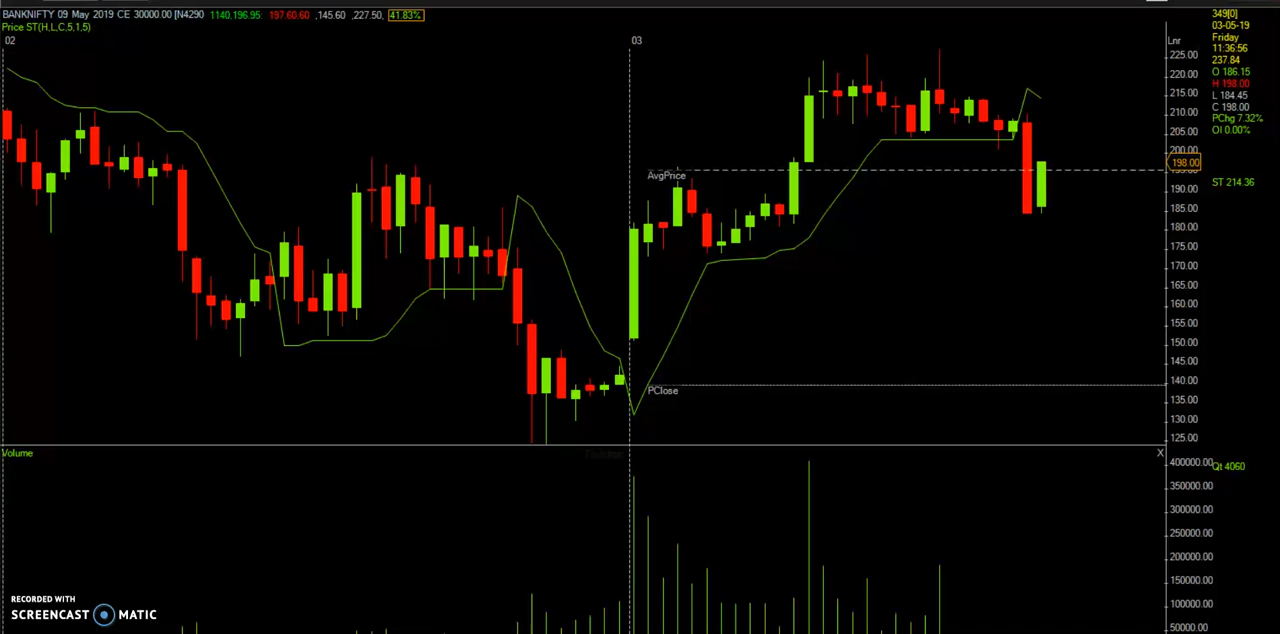 BANKNIFTY 09 May 2019 CE 30000.00 [N4290 1140,196.95: 197.60.60 ,145.60 ,227.50, 41.83%
Price ST(H,L,C,5,1,5)
02
03
Lnr
225.00
220.00
215.00
210.00
205.00
200.00
198.00
190.00
185.00
180.00
175.00
170.00
165.00
160.00
155.00
150.00
145.00
140.00
135.00
130.00
125.00
AvgPrice
PClose
349[0]
03-05-19
Friday
11:36:56
237.84
O 186.15
H 198.00
L 184.45
C 198.00
PChg 7.32%
OI 0.00%
ST 214.36
Volume
X
400000.00
350000.00
300000.00
250000.00
200000.00
150000.00
100000.00
50000.00
Qt 4060
RECORDED WITH
SCREENCAST MATIC